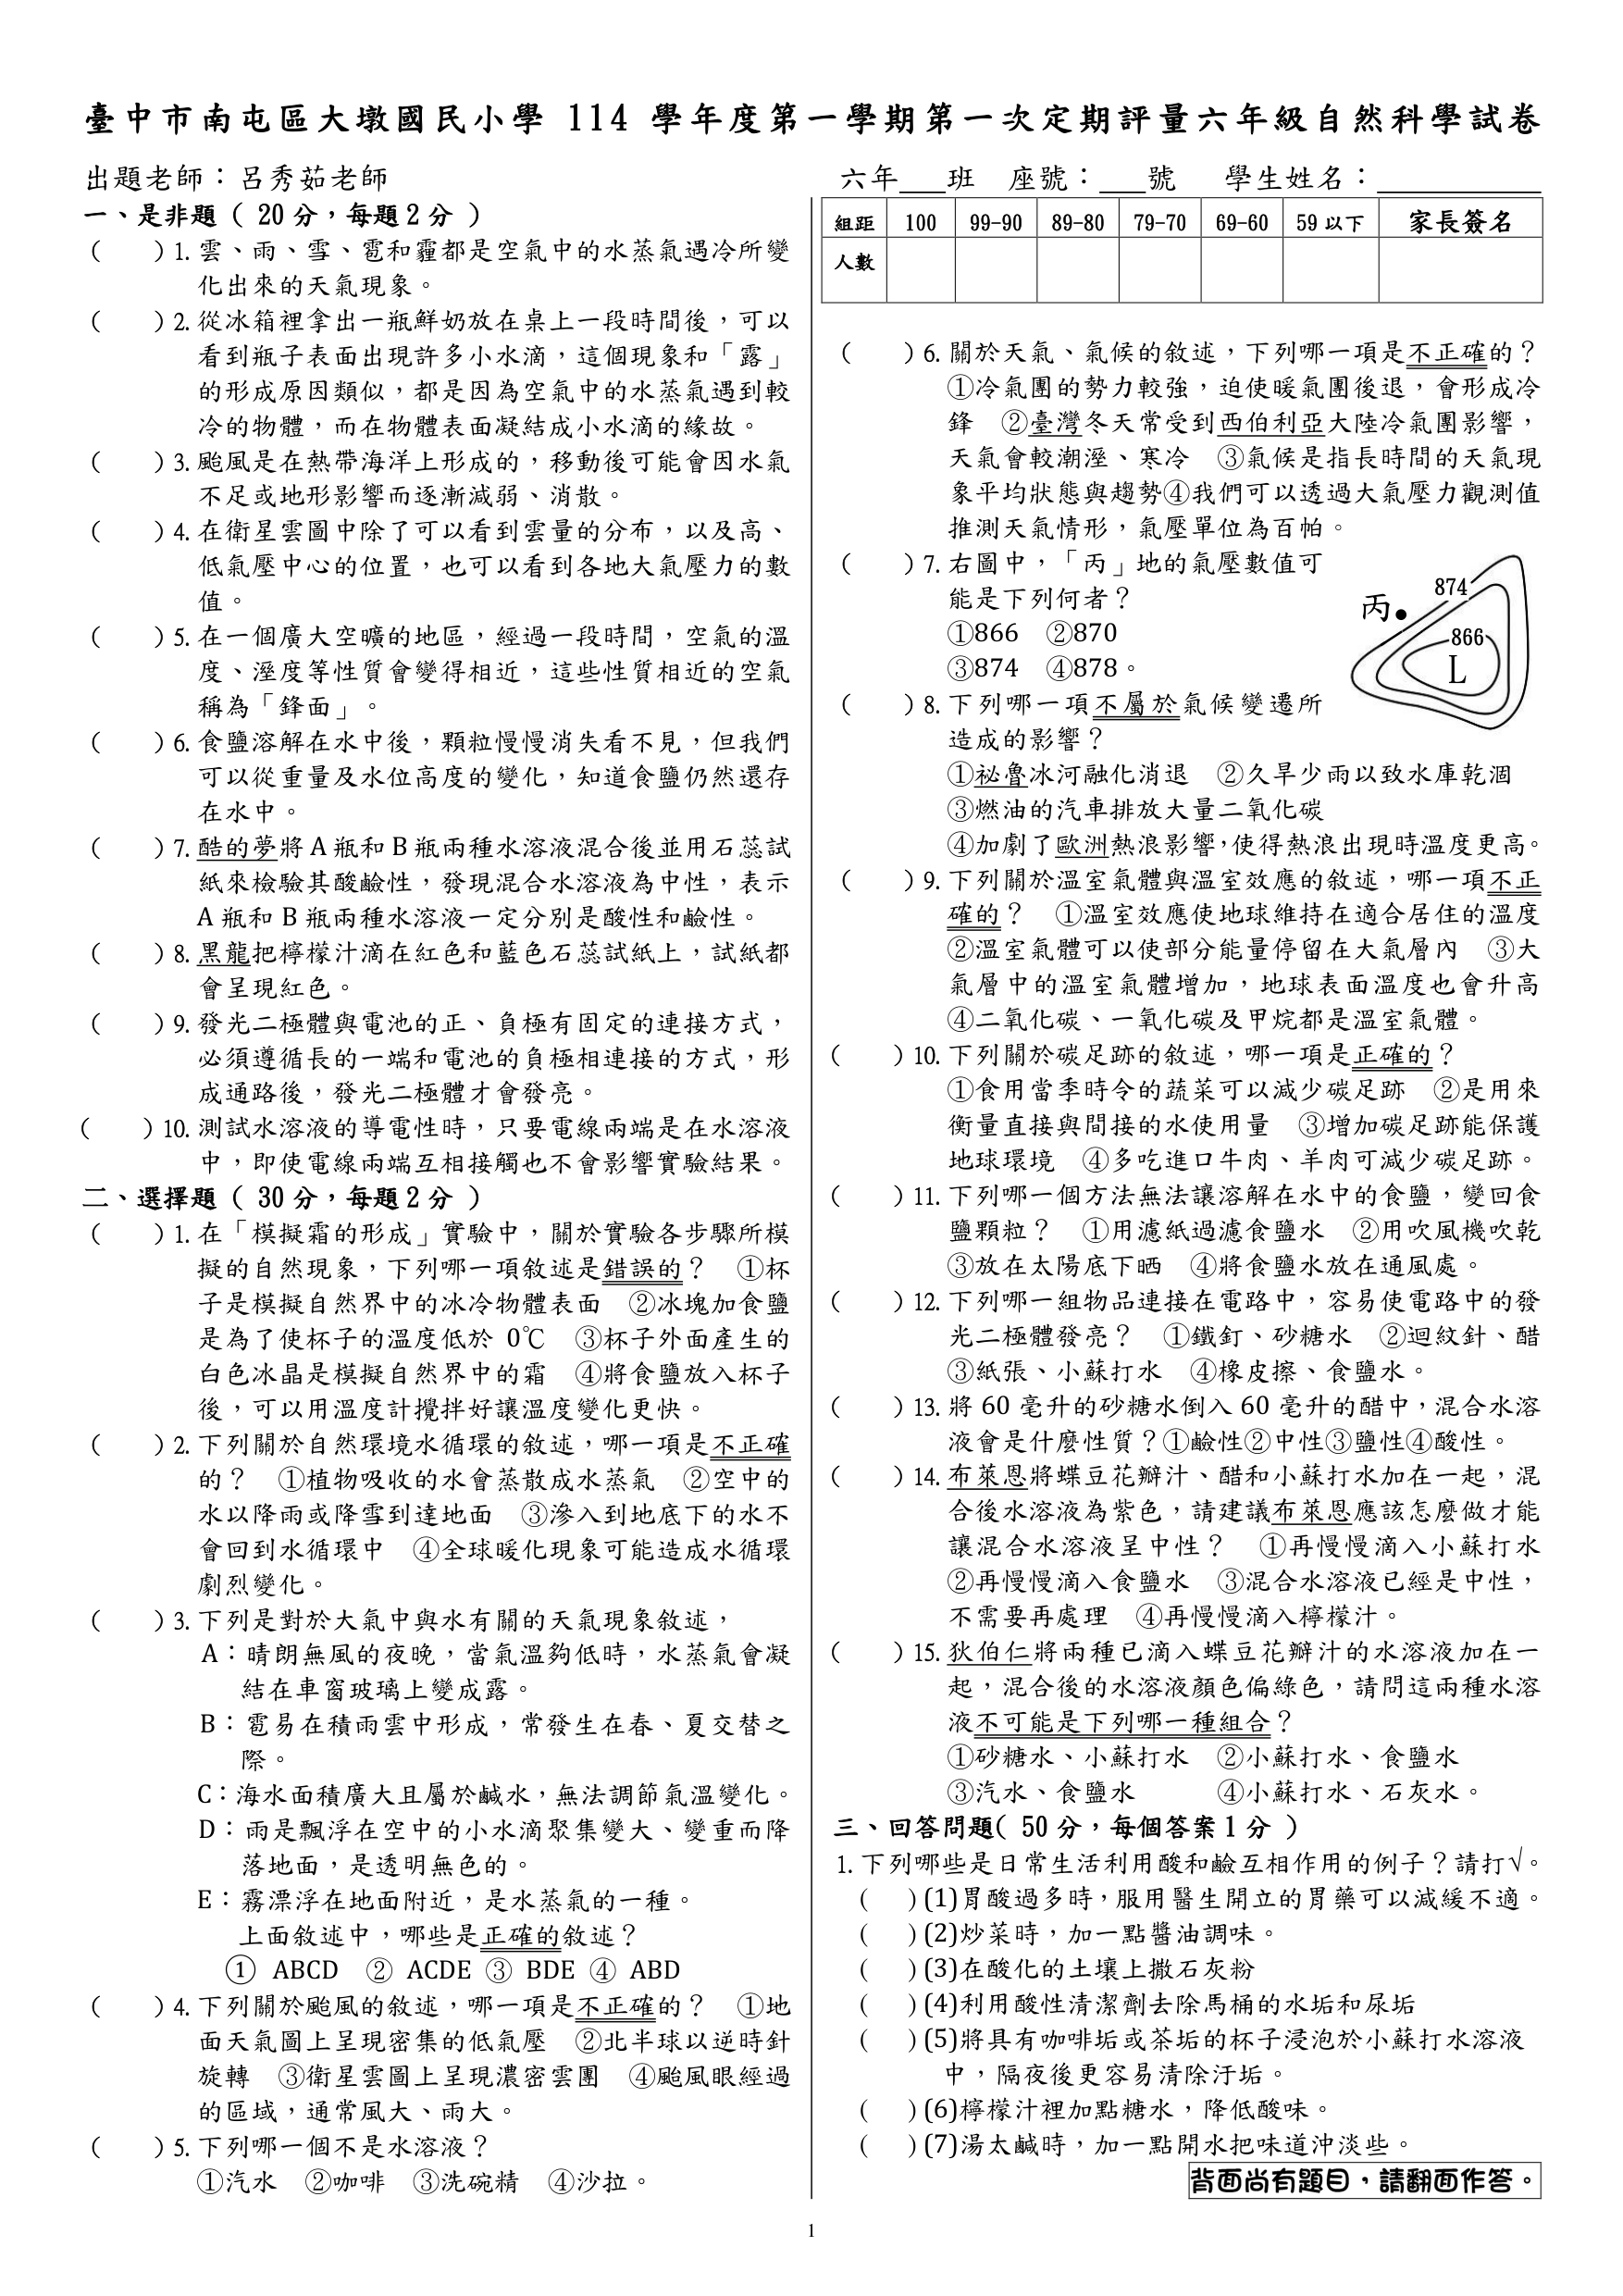 臺中市南屯區大墩國民小學 114 學年度第一學期第一次定期評量六年級自然科學試卷
出題老師：呂秀茹老師
六年___班 座號：___號 學生姓名：__________
一、是非題（ 20 分，每題 2 分 ）
（ ）1. 雲、雨、雪、雹和霾都是空氣中的水蒸氣遇冷所變
化出來的天氣現象。
（ ）2. 從冰箱裡拿出一瓶鮮奶放在桌上一段時間後，可以
看到瓶子表面出現許多小水滴，這個現象和「露」
的形成原因類似，都是因為空氣中的水蒸氣遇到較
冷的物體，而在物體表面凝結成小水滴的緣故。
（ ）3. 颱風是在熱帶海洋上形成的，移動後可能會因水氣
不足或地形影響而逐漸減弱、消散。
（ ）4. 在衛星雲圖中除了可以看到雲量的分布，以及高、
低氣壓中心的位置，也可以看到各地大氣壓力的數
值。
（ ）5. 在一個廣大空曠的地區，經過一段時間，空氣的溫
度、溼度等性質會變得相近，這些性質相近的空氣
稱為「鋒面」。
（ ）6. 食鹽溶解在水中後，顆粒慢慢消失看不見，但我們
可以從重量及水位高度的變化，知道食鹽仍然還存
在水中。
（ ）7. 酷的夢將 A 瓶和 B 瓶兩種水溶液混合後並用石蕊試
紙來檢驗其酸鹼性，發現混合水溶液為中性，表示
A 瓶和 B 瓶兩種水溶液一定分別是酸性和鹼性。
（ ）8. 黑龍把檸檬汁滴在紅色和藍色石蕊試紙上，試紙都
會呈現紅色。
（ ）9. 發光二極體與電池的正、負極有固定的連接方式，
必須遵循長的一端和電池的負極相連接的方式，形
成通路後，發光二極體才會發亮。
（ ）10. 測試水溶液的導電性時，只要電線兩端是在水溶液
中，即使電線兩端互相接觸也不會影響實驗結果。
二、選擇題（ 30 分，每題 2 分 ）
（ ）1. 在「模擬霜的形成」實驗中，關於實驗各步驟所模
擬的自然現象，下列哪一項敘述是錯誤的？ ①杯
子是模擬自然界中的冰冷物體表面 ②冰塊加食鹽
是為了使杯子的溫度低於 0℃ ③杯子外面產生的
白色冰晶是模擬自然界中的霜 ④將食鹽放入杯子
後，可以用溫度計攪拌好讓溫度變化更快。
（ ）2. 下列關於自然環境水循環的敘述，哪一項是不正確
的？ ①植物吸收的水會蒸散成水蒸氣 ②空中的
水以降雨或降雪到達地面 ③滲入到地底下的水不
會回到水循環中 ④全球暖化現象可能造成水循環
劇烈變化。
（ ）3. 下列是對於大氣中與水有關的天氣現象敘述，
A：晴朗無風的夜晚，當氣溫夠低時，水蒸氣會凝
結在車窗玻璃上變成露。
B：雹易在積雨雲中形成，常發生在春、夏交替之
際。
C：海水面積廣大且屬於鹹水，無法調節氣溫變化。
D：雨是飄浮在空中的小水滴聚集變大、變重而降
落地面，是透明無色的。
E：霧漂浮在地面附近，是水蒸氣的一種。
上面敘述中，哪些是正確的敘述？
① ABCD ② ACDE ③ BDE ④ ABD
（ ）4. 下列關於颱風的敘述，哪一項是不正確的？ ①地
面天氣圖上呈現密集的低氣壓 ②北半球以逆時針
旋轉 ③衛星雲圖上呈現濃密雲團 ④颱風眼經過
的區域，通常風大、雨大。
（ ）5. 下列哪一個不是水溶液？
①汽水 ②咖啡 ③洗碗精 ④沙拉。
組距 100 99-90 89-80 79-70 69-60 59 以下 家長簽名
人數
（ ）6. 關於天氣、氣候的敘述，下列哪一項是不正確的？
①冷氣團的勢力較強，迫使暖氣團後退，會形成冷
鋒 ②臺灣冬天常受到西伯利亞大陸冷氣團影響，
天氣會較潮溼、寒冷 ③氣候是指長時間的天氣現
象平均狀態與趨勢④我們可以透過大氣壓力觀測值
推測天氣情形，氣壓單位為百帕。
（ ）7. 右圖中，「丙」地的氣壓數值可
能是下列何者？
①866 ②870
③874 ④878。
丙
874
866
L
（ ）8. 下列哪一項不屬於氣候變遷所
造成的影響？
①祕魯冰河融化消退 ②久旱少雨以致水庫乾涸
③燃油的汽車排放大量二氧化碳
④加劇了歐洲熱浪影響，使得熱浪出現時溫度更高。
（ ）9. 下列關於溫室氣體與溫室效應的敘述，哪一項不正
確的？ ①溫室效應使地球維持在適合居住的溫度
②溫室氣體可以使部分能量停留在大氣層內 ③大
氣層中的溫室氣體增加，地球表面溫度也會升高
④二氧化碳、一氧化碳及甲烷都是溫室氣體。
（ ）10. 下列關於碳足跡的敘述，哪一項是正確的？
①食用當季時令的蔬菜可以減少碳足跡 ②是用來
衡量直接與間接的水使用量 ③增加碳足跡能保護
地球環境 ④多吃進口牛肉、羊肉可減少碳足跡。
（ ）11. 下列哪一個方法無法讓溶解在水中的食鹽，變回食
鹽顆粒？ ①用濾紙過濾食鹽水 ②用吹風機吹乾
③放在太陽底下晒 ④將食鹽水放在通風處。
（ ）12. 下列哪一組物品連接在電路中，容易使電路中的發
光二極體發亮？ ①鐵釘、砂糖水 ②迴紋針、醋
③紙張、小蘇打水 ④橡皮擦、食鹽水。
（ ）13. 將 60 毫升的砂糖水倒入 60 毫升的醋中，混合水溶
液會是什麼性質？①鹼性②中性③鹽性④酸性。
（ ）14. 布萊恩將蝶豆花瓣汁、醋和小蘇打水加在一起，混
合後水溶液為紫色，請建議布萊恩應該怎麼做才能
讓混合水溶液呈中性？ ①再慢慢滴入小蘇打水
②再慢慢滴入食鹽水 ③混合水溶液已經是中性，
不需要再處理 ④再慢慢滴入檸檬汁。
（ ）15. 狄伯仁將兩種已滴入蝶豆花瓣汁的水溶液加在一
起，混合後的水溶液顏色偏綠色，請問這兩種水溶
液不可能是下列哪一種組合？
①砂糖水、小蘇打水 ②小蘇打水、食鹽水
③汽水、食鹽水 ④小蘇打水、石灰水。
三、回答問題( 50 分，每個答案 1 分 )
1. 下列哪些是日常生活利用酸和鹼互相作用的例子？請打√。
( )(1)胃酸過多時，服用醫生開立的胃藥可以減緩不適。
( )(2)炒菜時，加一點醬油調味。
( )(3)在酸化的土壤上撒石灰粉
( )(4)利用酸性清潔劑去除馬桶的水垢和尿垢
( )(5)將具有咖啡垢或茶垢的杯子浸泡於小蘇打水溶液
中，隔夜後更容易清除汙垢。
( )(6)檸檬汁裡加點糖水，降低酸味。
( )(7)湯太鹹時，加一點開水把味道沖淡些。
背面尚有題目，請翻面作答。
1